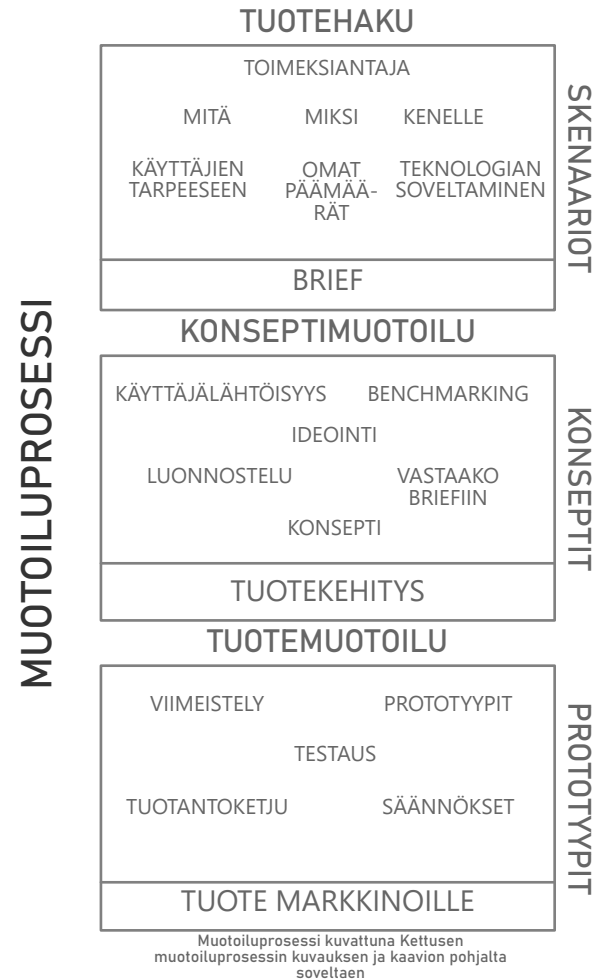 MUOTOILUPROSESSI
TUOTEHAKU
TOIMEKSIANTAJA
MITÄ MIKSI KENELLE
KÄYTTÄJIEN
TARPEESEEN
OMAT
PÄÄMÄÄ-
RÄT
TEKNOLOGIAN
SOVELTAMINEN
BRIEF
SKENAARIOT
KONSEPTIMUOTOILU
KÄYTTÄJÄLÄHTÖISYYS BENCHMARKING
IDEOINTI
LUONNOSTELU
VASTAAKO
BRIEFIIN
KONSEPTI
TUOTEKEHITYS
KONSEPTIT
TUOTEMUOTOILU
VIIMEISTELY PROTOTYYPIT
TESTAUS
TUOTANTOKETJU SÄÄNNÖKSET
TUOTE MARKKINOILLE
PROTOTYYPIT
Muotoiluprosessi kuvattuna Kettusen
muotoiluprosessin kuvauksen ja kaavion pohjalta
soveltaen